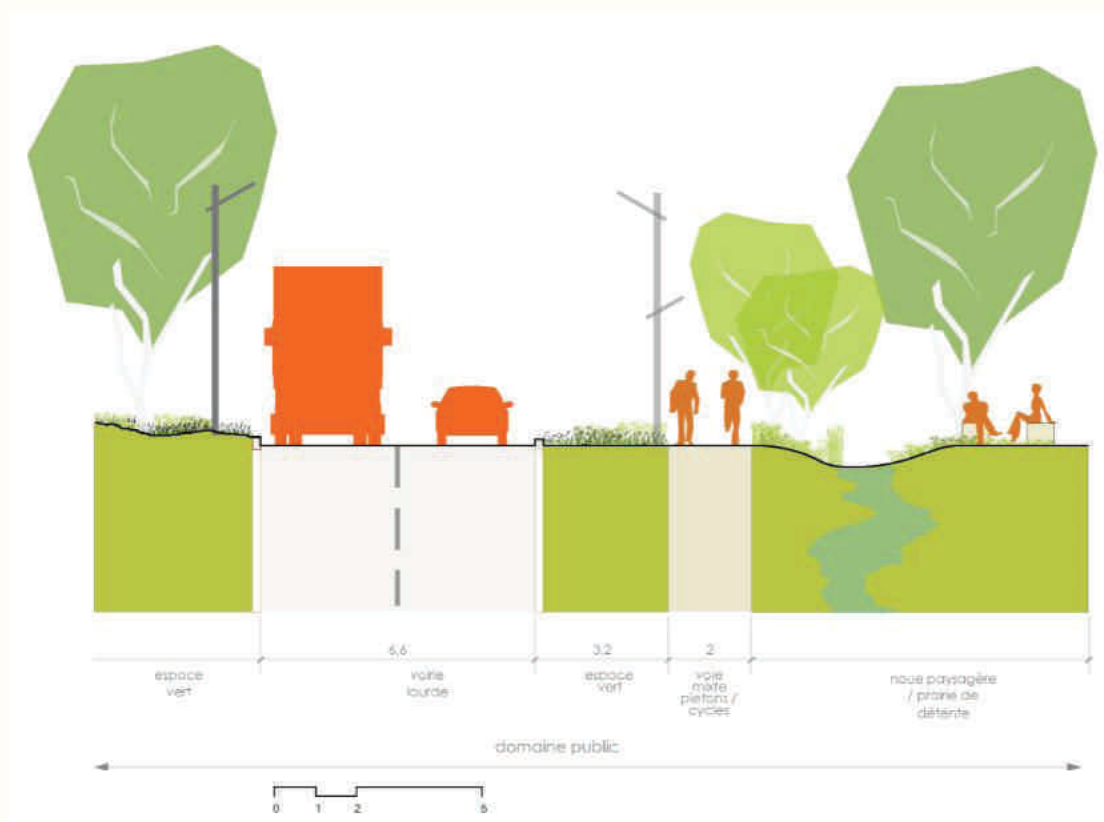 6,6
3,2
2
espace
vert
voirie
lourde
espace
vert
voie
mixte
piétons /
cycles
noue paysagère
/ prairie de
détente
domaine public
0 1 2 5